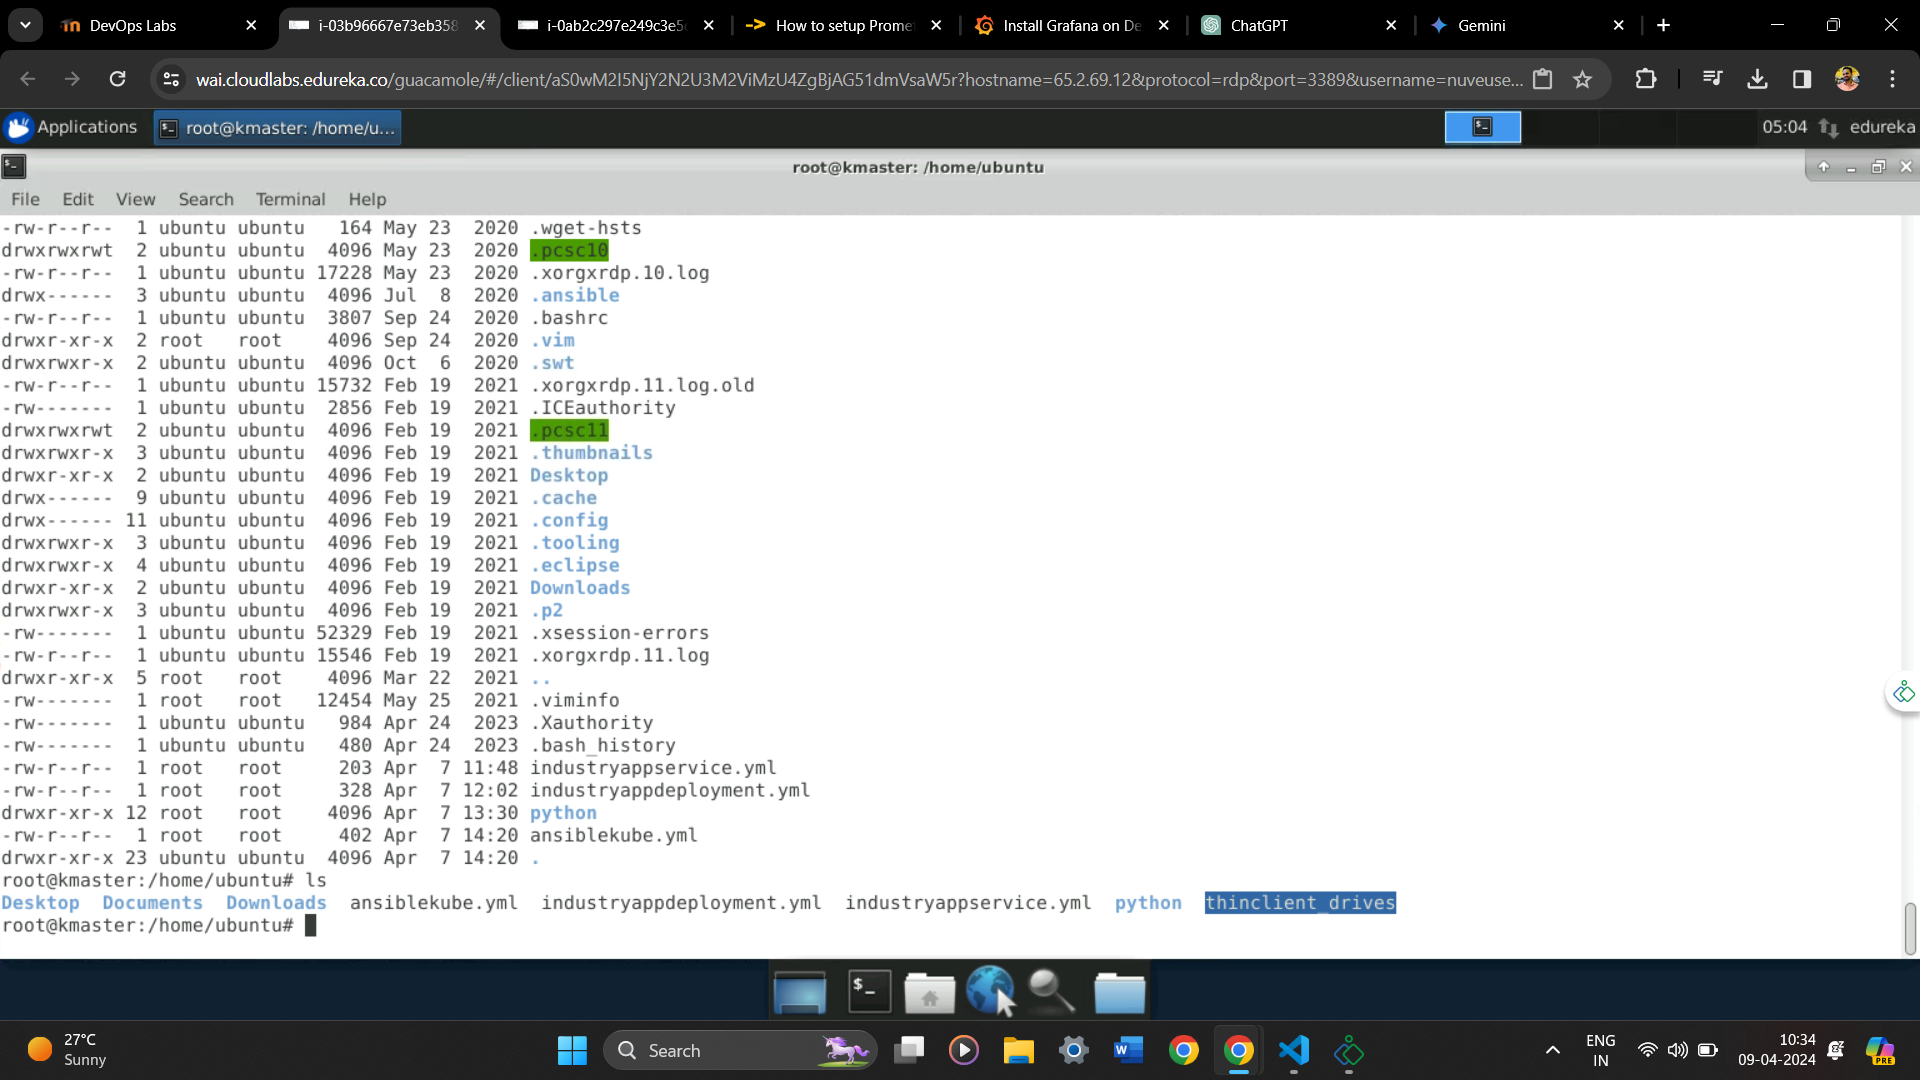 DevOps Labs
i-03b96667e73eb358
i-0ab2c297e249c3e5
How to setup Promet
Install Grafana on De
ChatGPT
Gemini
wai.cloudlabs.edureka.co/guacamole/#/client/aS0wM2I5NjY2N2U3M2ViMzU4ZgBjAG51dmVsaW5r?hostname=65.2.69.12&protocol=rdp&port=3389&username=nuveuse...
Applications
root@kmaster: /home/u...
05:04
edureka
root@kmaster: /home/ubuntu
File Edit View Search Terminal Help
-rw-r--r-- 1 ubuntu ubuntu 164 May 23 2020 .wget-hsts
drwxrwxrwt 2 ubuntu ubuntu 4096 May 23 2020 .pcsc10
-rw-r--r-- 1 ubuntu ubuntu 17228 May 23 2020 .xorgxrdp.10.log
drwx------ 3 ubuntu ubuntu 4096 Jul 8 2020 .ansible
-rw-r--r-- 1 ubuntu ubuntu 3807 Sep 24 2020 .bashrc
drwxr-xr-x 2 root root 4096 Sep 24 2020 .vim
drwxrwxr-x 2 ubuntu ubuntu 4096 Oct 6 2020 .swt
-rw-r--r-- 1 ubuntu ubuntu 15732 Feb 19 2021 .xorgxrdp.11.log.old
-rw------- 1 ubuntu ubuntu 2856 Feb 19 2021 .ICEauthority
drwxrwxrwt 2 ubuntu ubuntu 4096 Feb 19 2021 .pcsc11
drwxrwxr-x 3 ubuntu ubuntu 4096 Feb 19 2021 .thumbnails
drwxr-xr-x 2 ubuntu ubuntu 4096 Feb 19 2021 Desktop
drwx------ 9 ubuntu ubuntu 4096 Feb 19 2021 .cache
drwx------ 11 ubuntu ubuntu 4096 Feb 19 2021 .config
drwxrwxr-x 3 ubuntu ubuntu 4096 Feb 19 2021 .tooling
drwxrwxr-x 4 ubuntu ubuntu 4096 Feb 19 2021 .eclipse
drwxr-xr-x 2 ubuntu ubuntu 4096 Feb 19 2021 Downloads
drwxrwxr-x 3 ubuntu ubuntu 4096 Feb 19 2021 .p2
-rw------- 1 ubuntu ubuntu 52329 Feb 19 2021 .xsession-errors
-rw-r--r-- 1 ubuntu ubuntu 15546 Feb 19 2021 .xorgxrdp.11.log
drwxr-xr-x 5 root root 4096 Mar 22 2021 ..
-rw------- 1 root root 12454 May 25 2021 .viminfo
-rw------- 1 ubuntu ubuntu 984 Apr 24 2023 .Xauthority
-rw------- 1 ubuntu ubuntu 480 Apr 24 2023 .bash_history
-rw-r--r-- 1 root root 203 Apr 7 11:48 industryappservice.yml
-rw-r--r-- 1 root root 328 Apr 7 12:02 industryappdeployment.yml
drwxr-xr-x 12 root root 4096 Apr 7 13:30 python
-rw-r--r-- 1 root root 402 Apr 7 14:20 ansiblekube.yml
drwxr-xr-x 23 ubuntu ubuntu 4096 Apr 7 14:20 .
root@kmaster:/home/ubuntu# ls
Desktop Documents Downloads ansiblekube.yml industryappdeployment.yml industryappservice.yml python thinclient_drives
root@kmaster:/home/ubuntu#
27°C
Sunny
Search
ENG
IN
10:34
09-04-2024
PRE